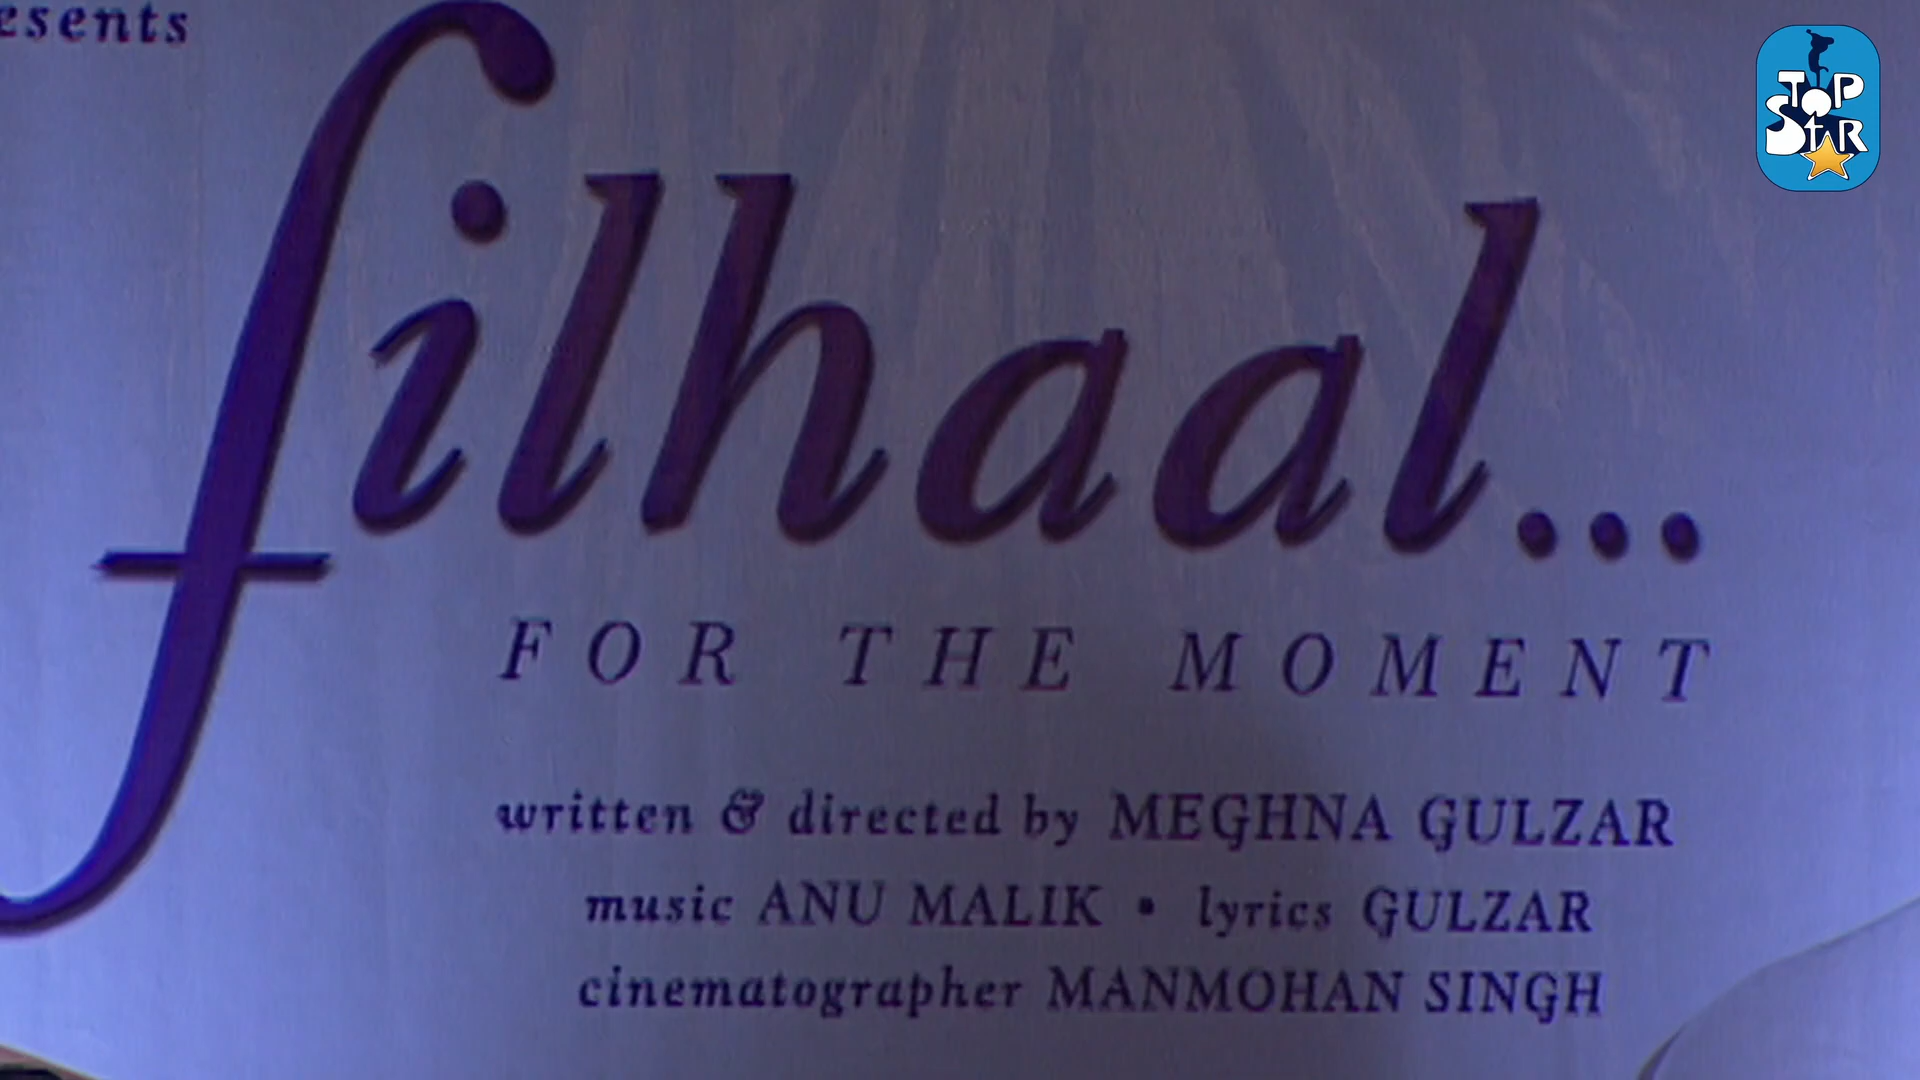 filhaal...
FOR THE MOMENT
written & directed by MEGHNA GULZAR
music ANU MALIK • lyrics GULZAR
cinematographer MANMOHAN SINGH
TOP
STAR